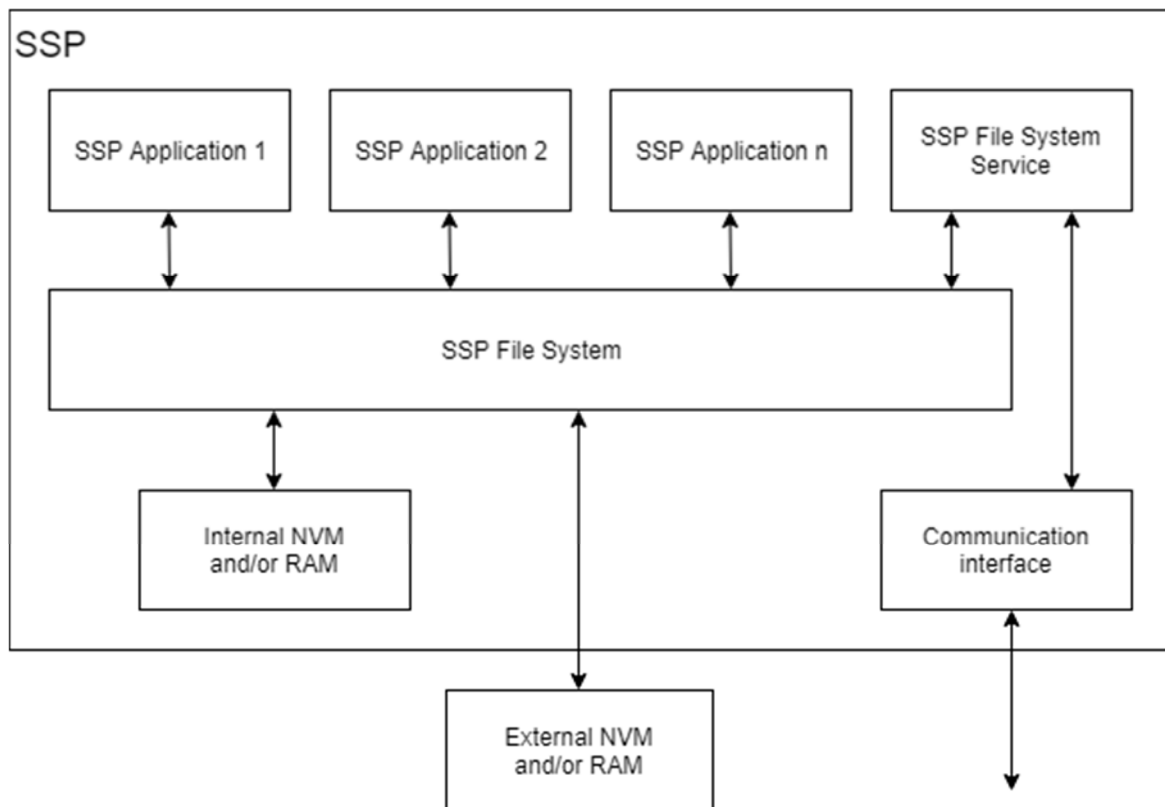 SSP
SSP Application 1
SSP Application 2
SSP Application n
SSP File System
Service
SSP File System
Internal NVM
and/or RAM
Communication
interface
External NVM
and/or RAM